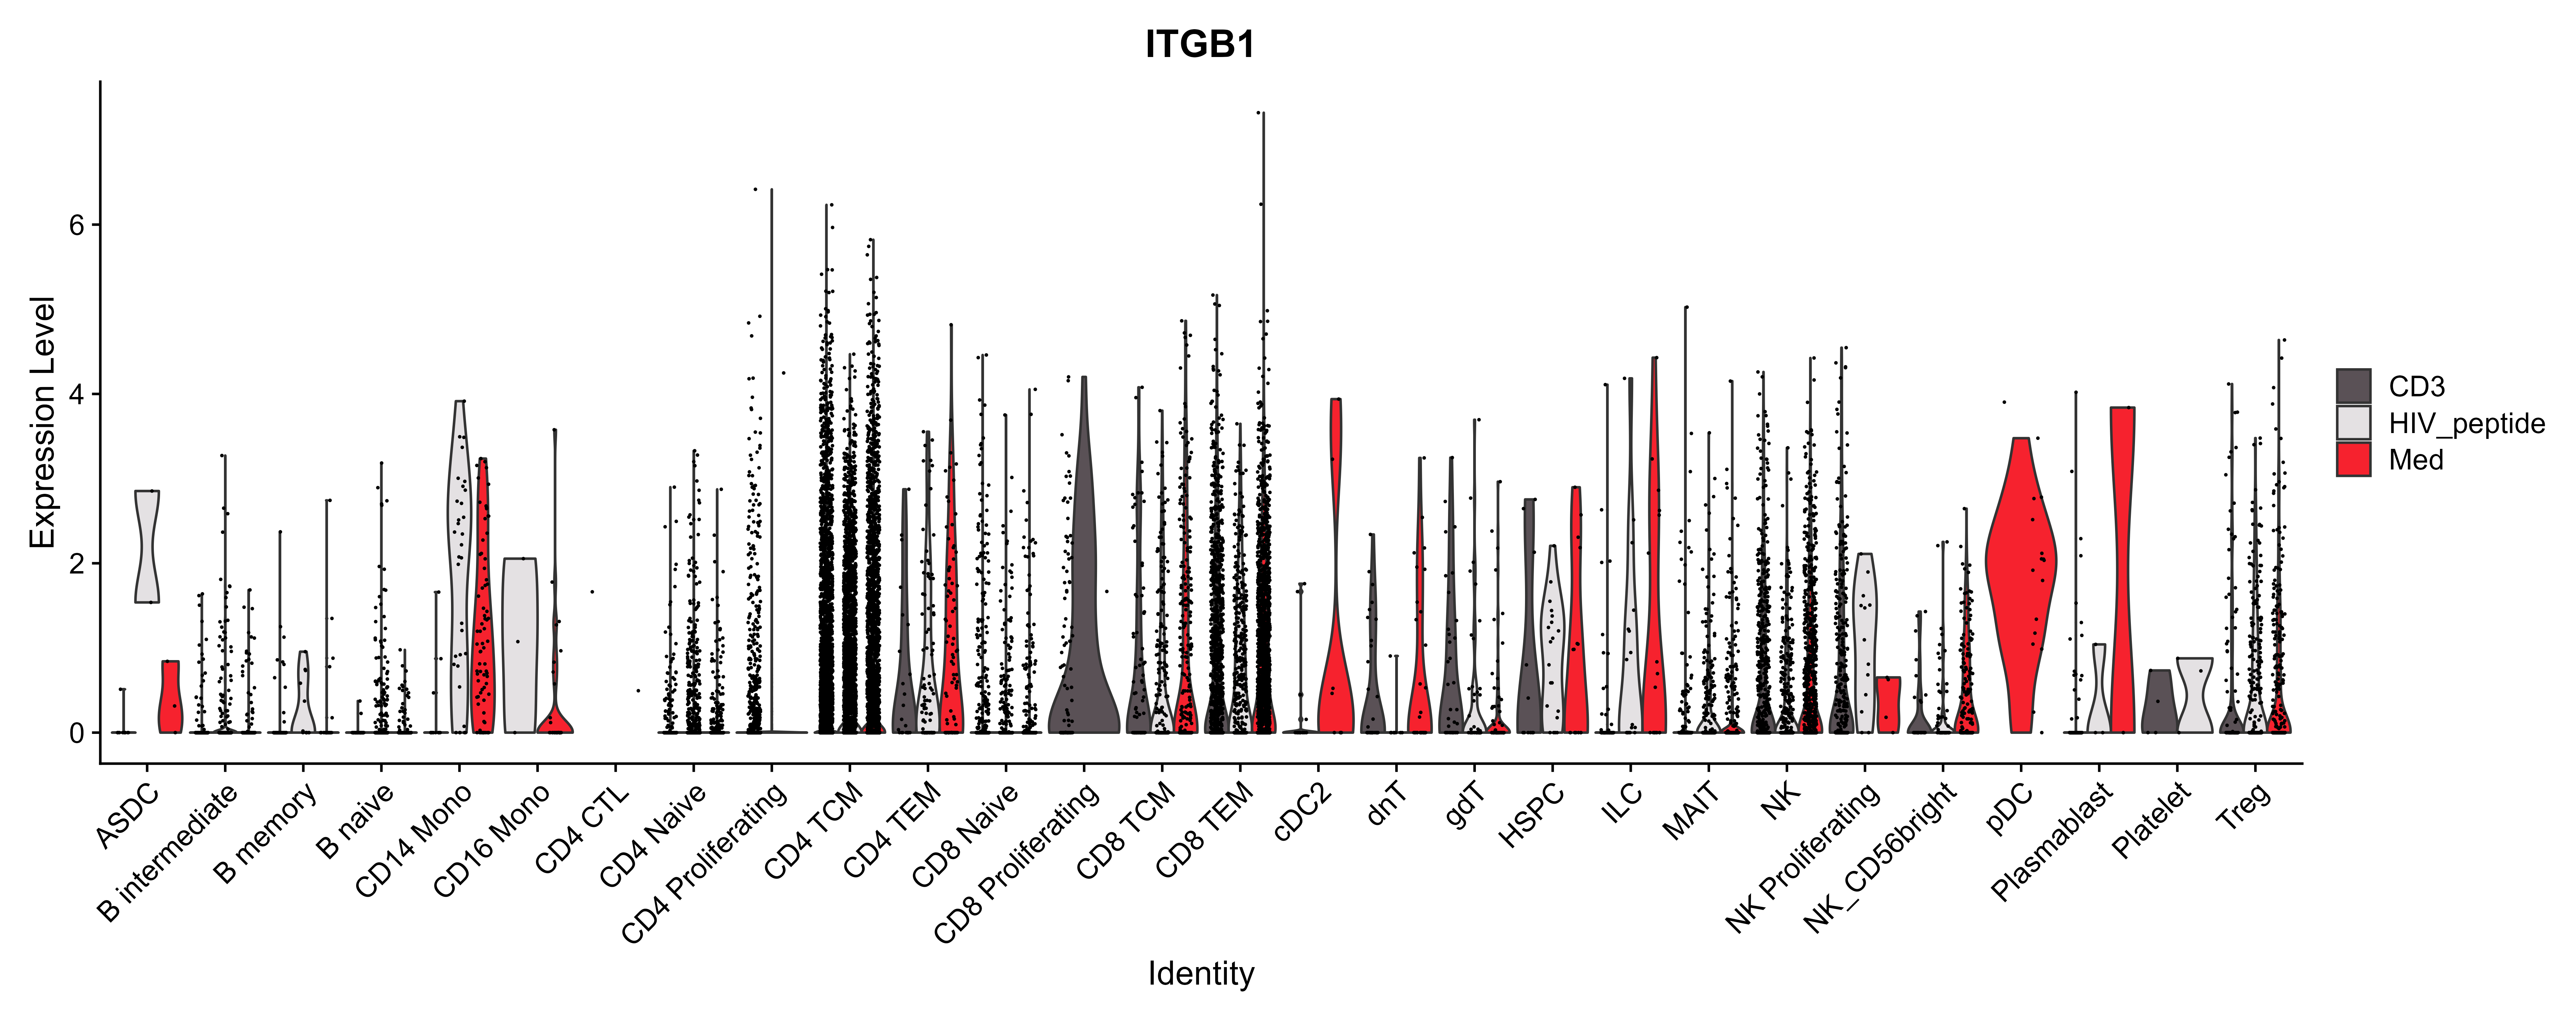 ITGB1
Expression Level
6
4
2
0
ASDC
B intermediate
B memory
B naive
CD14 Mono
CD16 Mono
CD4 CTL
CD4 Naive
CD4 Proliferating
CD4 TCM
CD4 TEM
CD8 Naive
CD8 Proliferating
CD8 TCM
CD8 TEM
cDC2
dnT
gdT
HSPC
ILC
MAIT
NK
NK Proliferating
NK_CD56bright
pDC
Plasmablast
Platelet
Treg
Identity
CD3
HIV_peptide
Med